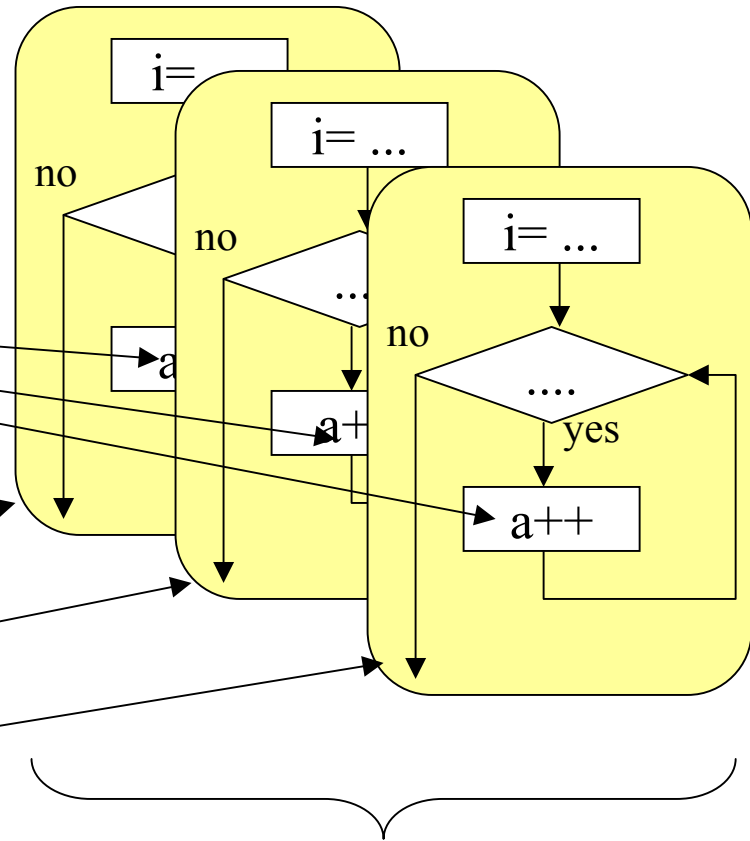 i=
no
a
i= ...
no
...
a+
i= ...
no
....
yes
a++